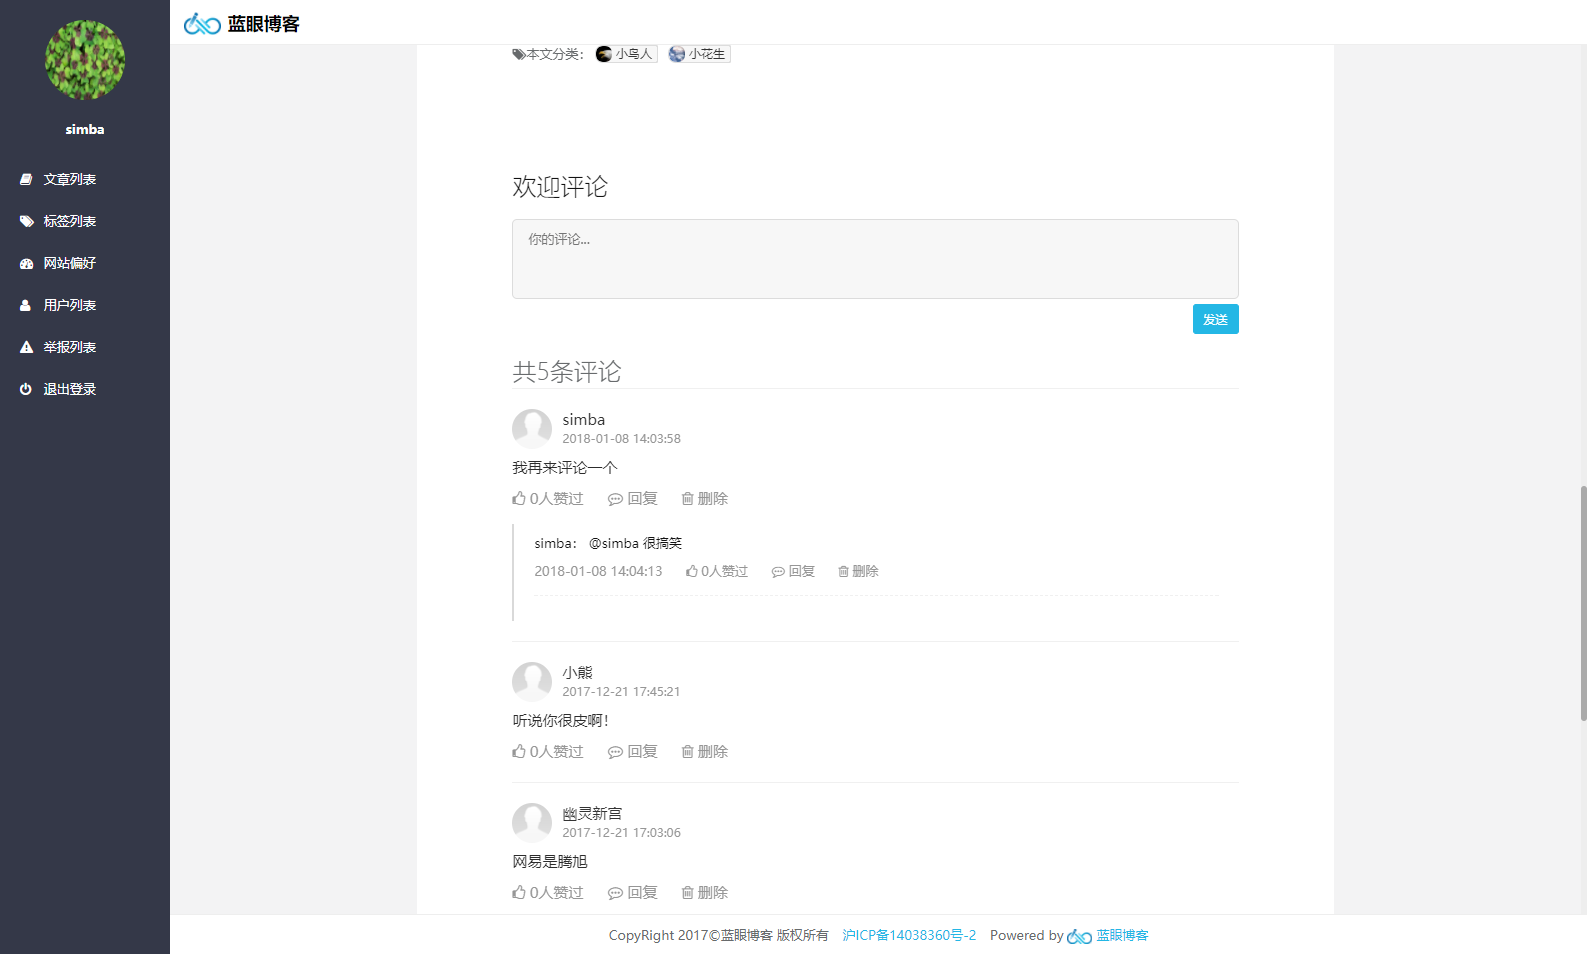 蓝眼博客
simba
文章列表
标签列表
网站偏好
用户列表
举报列表
退出登录
本文分类： 小鸟人 小花生
欢迎评论
你的评论...
发送
共5条评论
simba
2018-01-08 14:03:58
我再来评论一个
0人赞过 回复 删除
simba： @simba 很搞笑
2018-01-08 14:04:13 0人赞过 回复 删除
小熊
2017-12-21 17:45:21
听说你很皮啊！
0人赞过 回复 删除
幽灵新宫
2017-12-21 17:03:06
网易是腾旭
0人赞过 回复 删除
CopyRight 2017©蓝眼博客 版权所有 沪ICP备14038360号-2 Powered by 蓝眼博客